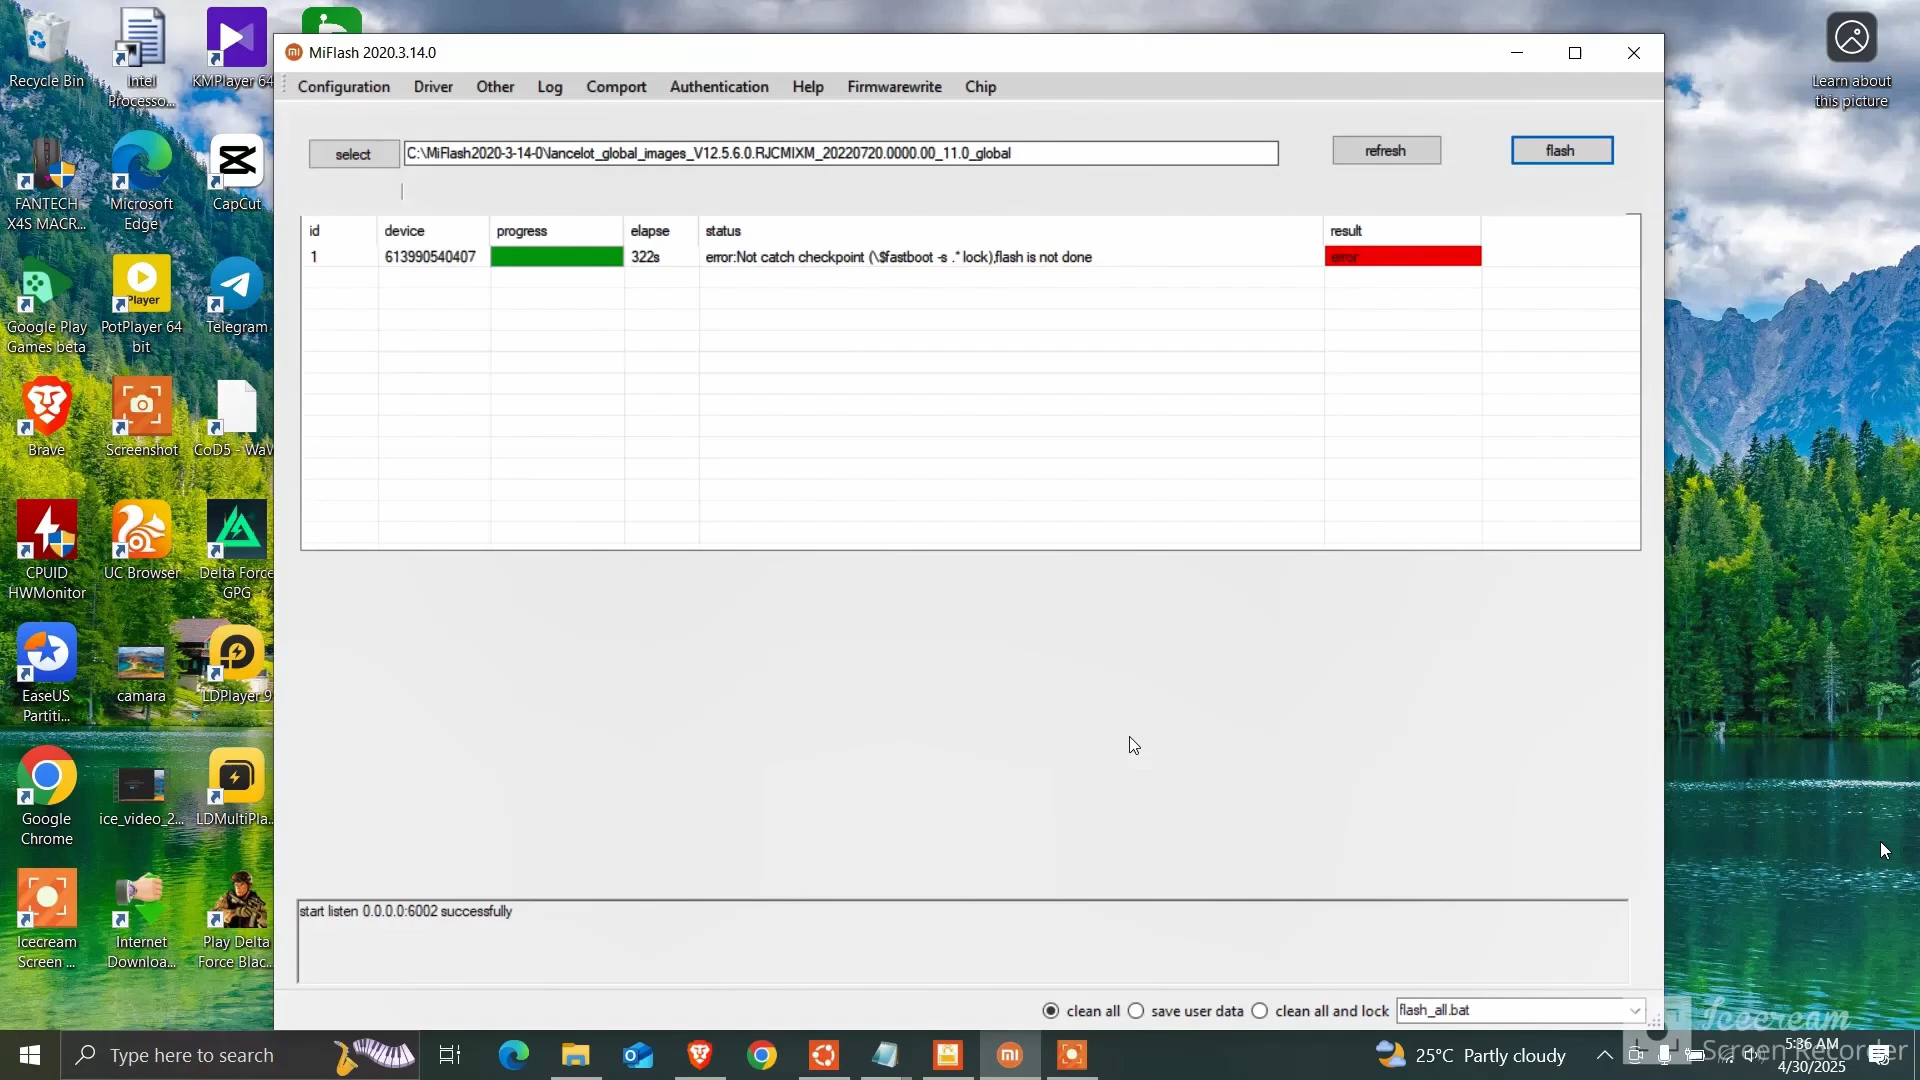 Recycle Bin
Intel
Processo...
KMPlayer 64
FANTECH
X4S MACR...
Microsoft
Edge
CapCut
Google Play
Games beta
Player
PotPlayer 64
bit
Telegram
Brave
Screenshot
CoD5 - WaW
CPUID
HWMonitor
UC Browser
Delta Force
GPG
EaseUS
Partiti...
camara
LDPlayer 9
Google
Chrome
ice_video_2...
LDMultiPla...
Icecream
Screen ...
Internet
Downloa...
Play Delta
Force Blac...
Learn about
this picture
MiFlash 2020.3.14.0
Configuration Driver Other Log Comport Authentication Help Firmwarewrite Chip
select C:\MiFlash2020-3-14-0\lancelot_global_images_V12.5.6.0.RJCMIXM_20220720.0000.00_11.0_global refresh flash
id device progress elapse status result
1 613990540407 322s error:Not catch checkpoint (\$fastboot -s .* lock),flash is not done error
start listen 0.0.0.0:6002 successfully
clean all save user data clean all and lock flash_all.bat
Icecream
Screen Recorder
Type here to search
25°C Partly cloudy
5:36 AM
4/30/2025